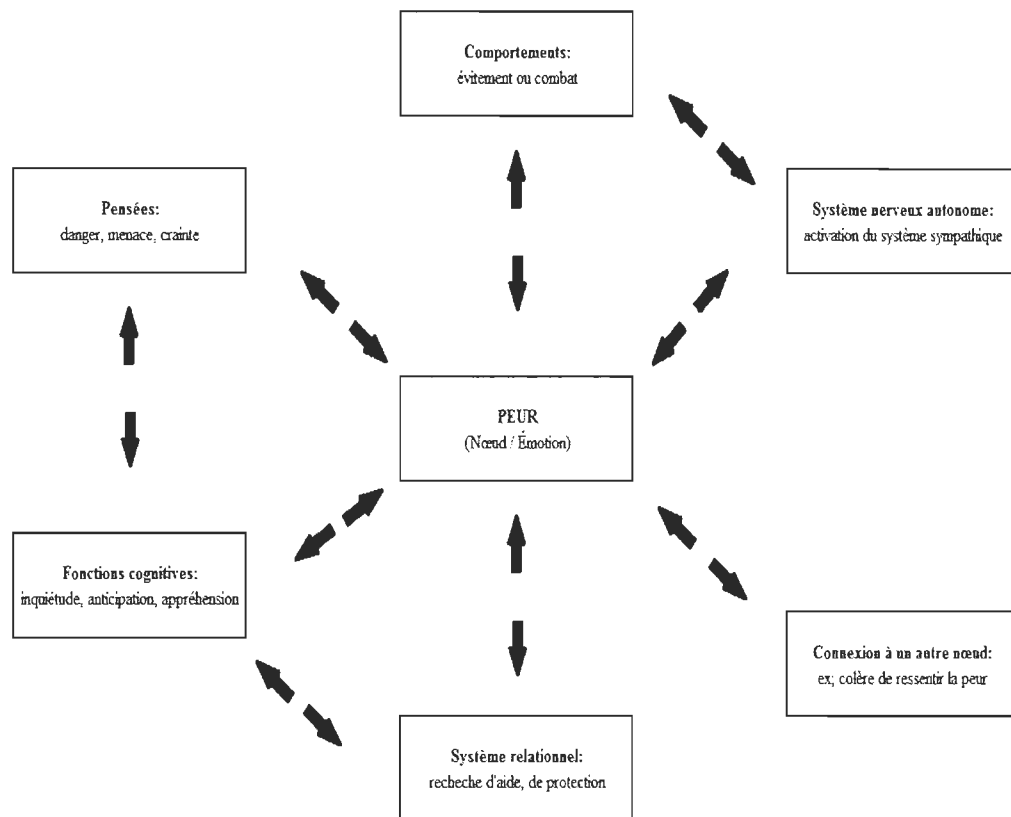 Comportements:
évitement ou combat
Pensées:
danger, menace, crainte
Système nerveux autonome:
activation du système sympathique
PEUR
(Nœud / Émotion)
Fonctions cognitives:
inquiétude, anticipation, appréhension
Connexion à un autre nœud:
ex; colère de ressentir la peur
Système relationnel:
recheche d'aide, de protection